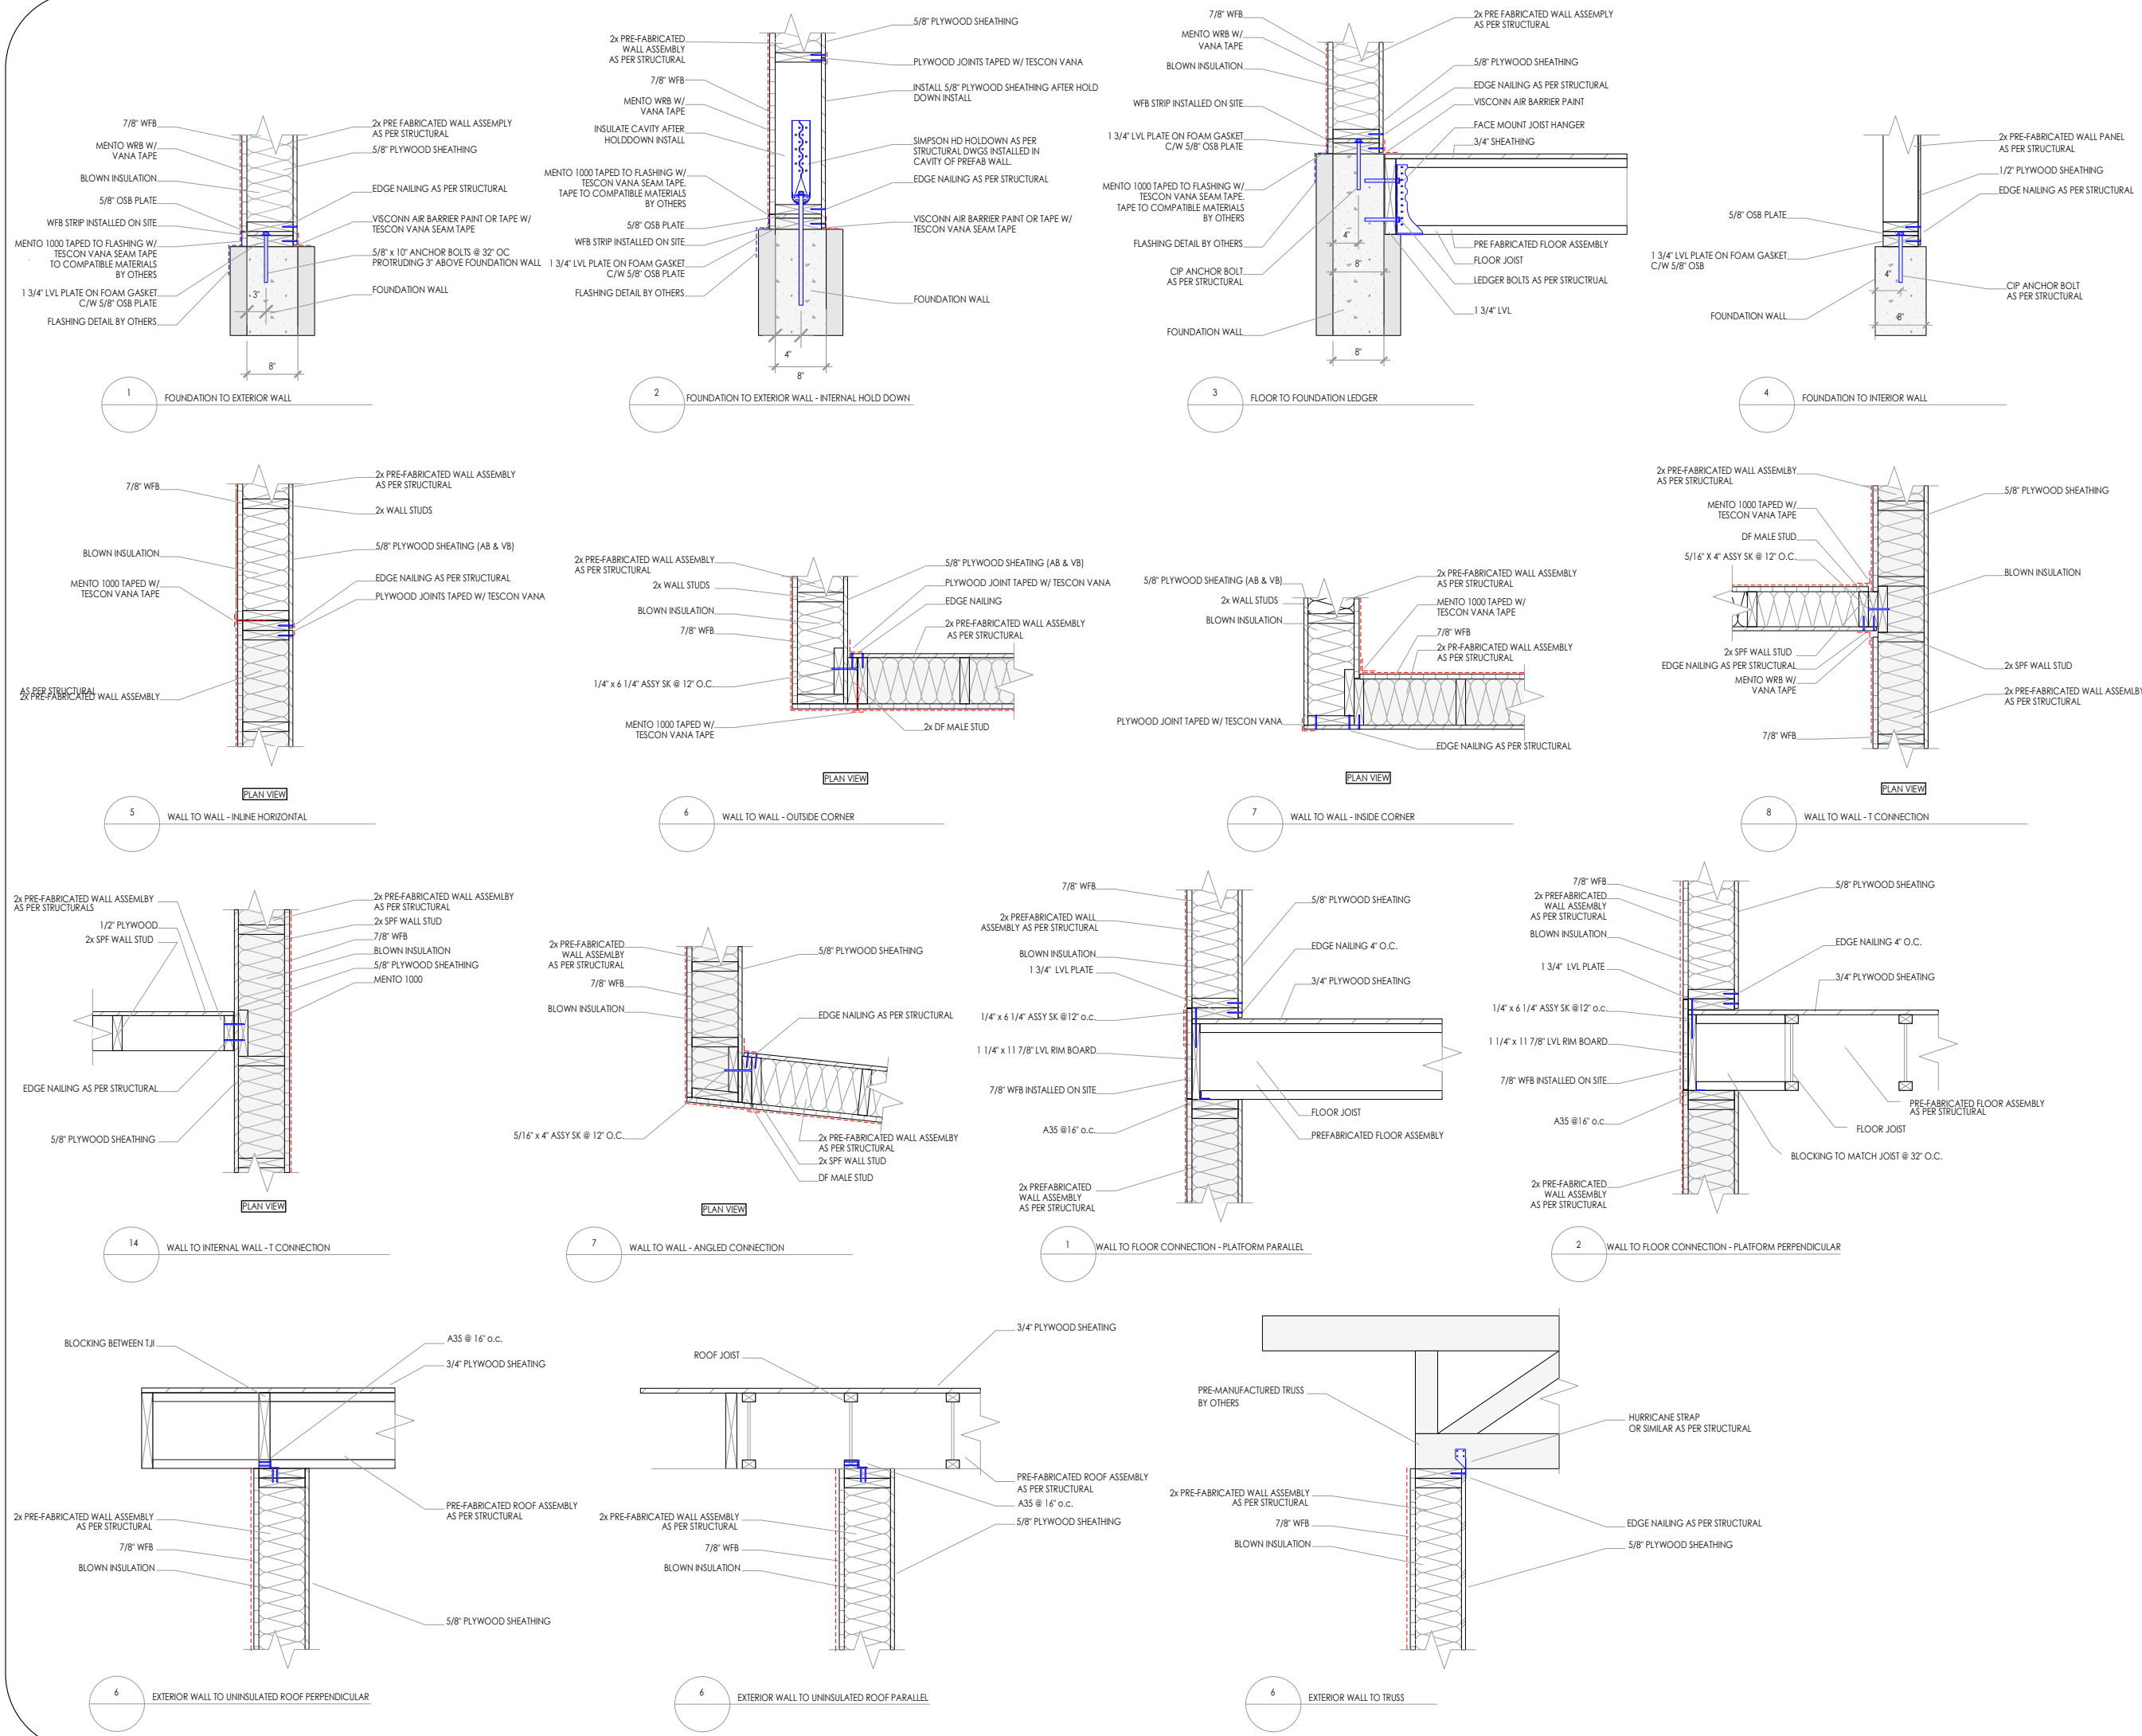 7/8" WFB
MENTO WRB W/
VANA TAPE
BLOWN INSULATION
5/8" OSB PLATE
WFB STRIP INSTALLED ON SITE
MENTO 1000 TAPED TO FLASHING W/
TESCON VANA SEAM TAPE
TO COMPATIBLE MATERIALS
BY OTHERS
1 3/4" LVL PLATE ON FOAM GASKET
C/W 5/8" OSB PLATE
FLASHING DETAIL BY OTHERS
2x PRE FABRICATED WALL ASSEMPLY
AS PER STRUCTURAL
5/8" PLYWOOD SHEATHING
EDGE NAILING AS PER STRUCTURAL
VISCONN AIR BARRIER PAINT OR TAPE W/
TESCON VANA SEAM TAPE
5/8" x 10" ANCHOR BOLTS @ 32" OC
PROTRUDING 3" ABOVE FOUNDATION WALL
FOUNDATION WALL
3"
8"
1
FOUNDATION TO EXTERIOR WALL
2x PRE-FABRICATED
WALL ASSEMBLY
AS PER STRUCTURAL
7/8" WFB
MENTO WRB W/
VANA TAPE
INSULATE CAVITY AFTER
HOLDDOWN INSTALL
MENTO 1000 TAPED TO FLASHING W/
TESCON VANA SEAM TAPE.
TAPE TO COMPATIBLE MATERIALS
BY OTHERS
5/8" OSB PLATE
WFB STRIP INSTALLED ON SITE
1 3/4" LVL PLATE ON FOAM GASKET
C/W 5/8" OSB PLATE
FLASHING DETAIL BY OTHERS
5/8" PLYWOOD SHEATHING
PLYWOOD JOINTS TAPED W/ TESCON VANA
INSTALL 5/8" PLYWOOD SHEATHING AFTER HOLD
DOWN INSTALL
SIMPSON HD HOLDOWN AS PER
STRUCTURAL DWGS INSTALLED IN
CAVITY OF PREFAB WALL.
EDGE NAILING AS PER STRUCTURAL
VISCONN AIR BARRIER PAINT OR TAPE W/
TESCON VANA SEAM TAPE
FOUNDATION WALL
4"
8"
2
FOUNDATION TO EXTERIOR WALL - INTERNAL HOLD DOWN
7/8" WFB
MENTO WRB W/
VANA TAPE
BLOWN INSULATION
WFB STRIP INSTALLED ON SITE
1 3/4" LVL PLATE ON FOAM GASKET
C/W 5/8" OSB PLATE
MENTO 1000 TAPED TO FLASHING W/
TESCON VANA SEAM TAPE.
TAPE TO COMPATIBLE MATERIALS
BY OTHERS
FLASHING DETAIL BY OTHERS
CIP ANCHOR BOLT
AS PER STRUCTURAL
FOUNDATION WALL
2x PRE FABRICATED WALL ASSEMPLY
AS PER STRUCTURAL
5/8" PLYWOOD SHEATHING
EDGE NAILING AS PER STRUCTURAL
VISCONN AIR BARRIER PAINT
FACE MOUNT JOIST HANGER
3/4" SHEATHING
PRE FABRICATED FLOOR ASSEMBLY
FLOOR JOIST
LEDGER BOLTS AS PER STRUCTRUAL
1 3/4" LVL
4"
8"
8"
3
FLOOR TO FOUNDATION LEDGER
5/8" OSB PLATE
1 3/4" LVL PLATE ON FOAM GASKET
C/W 5/8" OSB
FOUNDATION WALL
2x PRE-FABRICATED WALL PANEL
AS PER STRUCTURAL
1/2" PLYWOOD SHEATHING
EDGE NAILING AS PER STRUCTURAL
CIP ANCHOR BOLT
AS PER STRUCTURAL
4"
8"
4
FOUNDATION TO INTERIOR WALL
7/8" WFB
BLOWN INSULATION
MENTO 1000 TAPED W/
TESCON VANA TAPE
AS PER STRUCTURAL
2x PRE-FABRICATED WALL ASSEMBLY
2x PRE-FABRICATED WALL ASSEMBLY
AS PER STRUCTURAL
2x WALL STUDS
5/8" PLYWOOD SHEATING (AB & VB)
EDGE NAILING AS PER STRUCTURAL
PLYWOOD JOINTS TAPED W/ TESCON VANA
PLAN VIEW
5
WALL TO WALL - INLINE HORIZONTAL
2x PRE-FABRICATED WALL ASSEMBLY
AS PER STRUCTURAL
2x WALL STUDS
BLOWN INSULATION
7/8" WFB
1/4" x 6 1/4" ASSY SK @ 12" O.C.
MENTO 1000 TAPED W/
TESCON VANA TAPE
5/8" PLYWOOD SHEATING (AB & VB)
PLYWOOD JOINT TAPED W/ TESCON VANA
EDGE NAILING
2x PRE-FABRICATED WALL ASSEMBLY
AS PER STRUCTURAL
2x DF MALE STUD
PLAN VIEW
6
WALL TO WALL - OUTSIDE CORNER
5/8" PLYWOOD SHEATING (AB & VB)
2x WALL STUDS
BLOWN INSULATION
PLYWOOD JOINT TAPED W/ TESCON VANA
2x PRE-FABRICATED WALL ASSEMBLY
AS PER STRUCTURAL
MENTO 1000 TAPED W/
TESCON VANA TAPE
7/8" WFB
2x PR-FABRICATED WALL ASSEMBLY
AS PER STRUCTURAL
EDGE NAILING AS PER STRUCTURAL
PLAN VIEW
7
WALL TO WALL - INSIDE CORNER
2x PRE-FABRICATED WALL ASSEMLBY
AS PER STRUCTURAL
MENTO 1000 TAPED W/
TESCON VANA TAPE
DF MALE STUD
5/16" X 4" ASSY SK @ 12" O.C.
2x SPF WALL STUD
EDGE NAILING AS PER STRUCTURAL
MENTO WRB W/
VANA TAPE
7/8" WFB
5/8" PLYWOOD SHEATHING
BLOWN INSULATION
2x SPF WALL STUD
2x PRE-FABRICATED WALL ASSEMLBY
AS PER STRUCTURAL
PLAN VIEW
8
WALL TO WALL - T CONNECTION
2x PRE-FABRICATED WALL ASSEMLBY
AS PER STRUCTURALS
1/2" PLYWOOD
2x SPF WALL STUD
EDGE NAILING AS PER STRUCTURAL
5/8" PLYWOOD SHEATHING
2x PRE-FABRICATED WALL ASSEMLBY
AS PER STRUCTURAL
2x SPF WALL STUD
7/8" WFB
BLOWN INSULATION
5/8" PLYWOOD SHEATHING
MENTO 1000
PLAN VIEW
14
WALL TO INTERNAL WALL - T CONNECTION
2x PRE-FABRICATED
WALL ASSEMLBY
AS PER STRUCTURAL
7/8" WFB
BLOWN INSULATION
5/16" x 4" ASSY SK @ 12" O.C.
5/8" PLYWOOD SHEATHING
EDGE NAILING AS PER STRUCTURAL
2x PRE-FABRICATED WALL ASSEMLBY
AS PER STRUCTURAL
2x SPF WALL STUD
DF MALE STUD
PLAN VIEW
7
WALL TO WALL - ANGLED CONNECTION
7/8" WFB
2x PREFABRICATED WALL
ASSEMBLY AS PER STRUCTURAL
BLOWN INSULATION
1 3/4" LVL PLATE
1/4" x 6 1/4" ASSY SK @12" o.c.
1 1/4" x 11 7/8" LVL RIM BOARD
7/8" WFB INSTALLED ON SITE
A35 @16" o.c.
2x PREFABRICATED
WALL ASSEMBLY
AS PER STRUCTURAL
5/8" PLYWOOD SHEATING
EDGE NAILING 4" O.C.
3/4" PLYWOOD SHEATING
FLOOR JOIST
PREFABRICATED FLOOR ASSEMBLY
1
WALL TO FLOOR CONNECTION - PLATFORM PARALLEL
7/8" WFB
2x PREFABRICATED
WALL ASSEMBLY
AS PER STRUCTURAL
BLOWN INSULATION
1 3/4" LVL PLATE
1/4" x 6 1/4" ASSY SK @12" o.c.
1 1/4" x 11 7/8" LVL RIM BOARD
7/8" WFB INSTALLED ON SITE
A35 @16" o.c.
2x PRE-FABRICATED
WALL ASSEMBLY
AS PER STRUCTURAL
5/8" PLYWOOD SHEATING
EDGE NAILING 4" O.C.
3/4" PLYWOOD SHEATING
PRE-FABRICATED FLOOR ASSEMBLY
AS PER STRUCTURAL
FLOOR JOIST
BLOCKING TO MATCH JOIST @ 32" O.C.
2
WALL TO FLOOR CONNECTION - PLATFORM PERPENDICULAR
BLOCKING BETWEEN TJI
2x PRE-FABRICATED WALL ASSEMBLY
AS PER STRUCTURAL
7/8" WFB
BLOWN INSULATION
A35 @ 16" o.c.
3/4" PLYWOOD SHEATING
PRE-FABRICATED ROOF ASSEMBLY
AS PER STRUCTURAL
5/8" PLYWOOD SHEATHING
6
EXTERIOR WALL TO UNINSULATED ROOF PERPENDICULAR
ROOF JOIST
2x PRE-FABRICATED WALL ASSEMBLY
AS PER STRUCTURAL
7/8" WFB
BLOWN INSULATION
3/4" PLYWOOD SHEATING
PRE-FABRICATED ROOF ASSEMBLY
AS PER STRUCTURAL
A35 @ 16" o.c.
5/8" PLYWOOD SHEATHING
6
EXTERIOR WALL TO UNINSULATED ROOF PARALLEL
PRE-MANUFACTURED TRUSS
BY OTHERS
2x PRE-FABRICATED WALL ASSEMBLY
AS PER STRUCTURAL
7/8" WFB
BLOWN INSULATION
HURRICANE STRAP
OR SIMILAR AS PER STRUCTURAL
EDGE NAILING AS PER STRUCTURAL
5/8" PLYWOOD SHEATHING
6
EXTERIOR WALL TO TRUSS